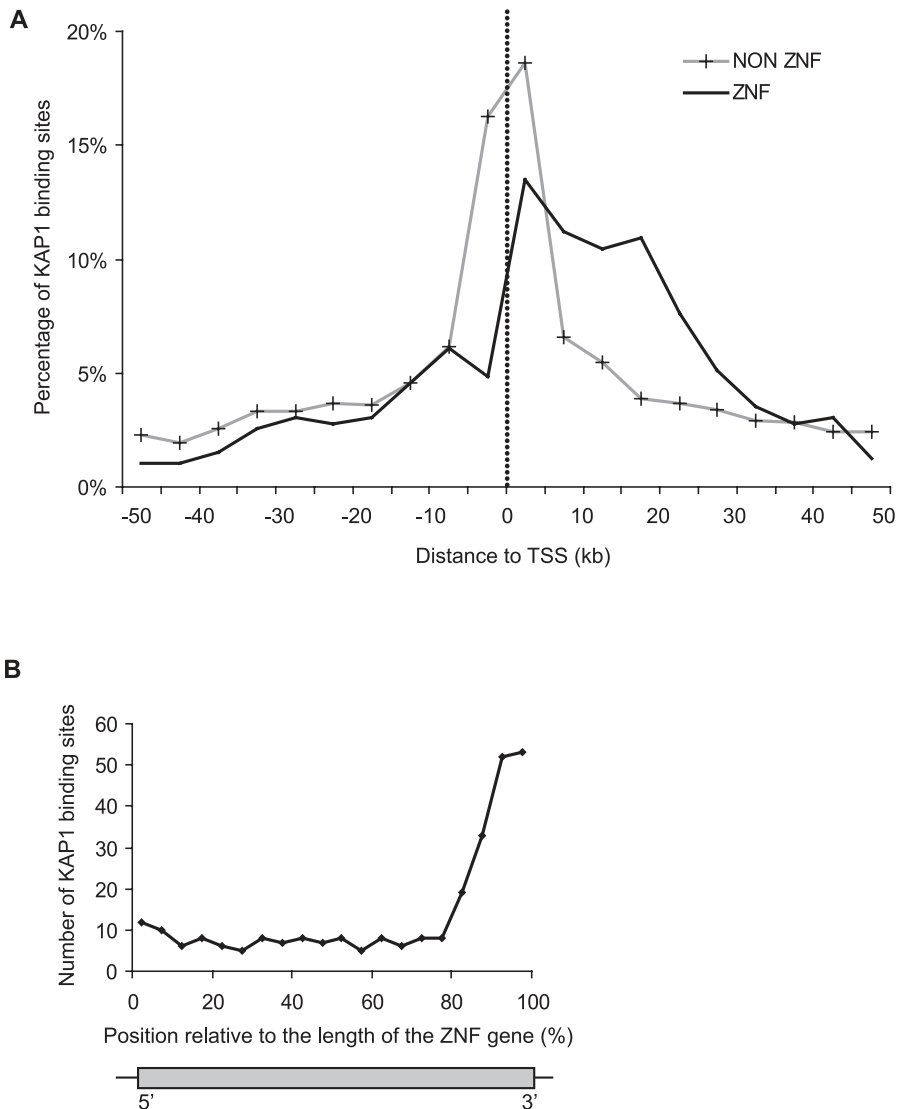 A
20%
15%
10%
5%
0%
Percentage of KAP1 binding sites
NON ZNF
ZNF
-50 -40 -30 -20 -10 0 10 20 30 40 50
Distance to TSS (kb)
B
60
50
40
30
20
10
0
Number of KAP1 binding sites
0 20 40 60 80 100
Position relative to the length of the ZNF gene (%)
5’ 3’